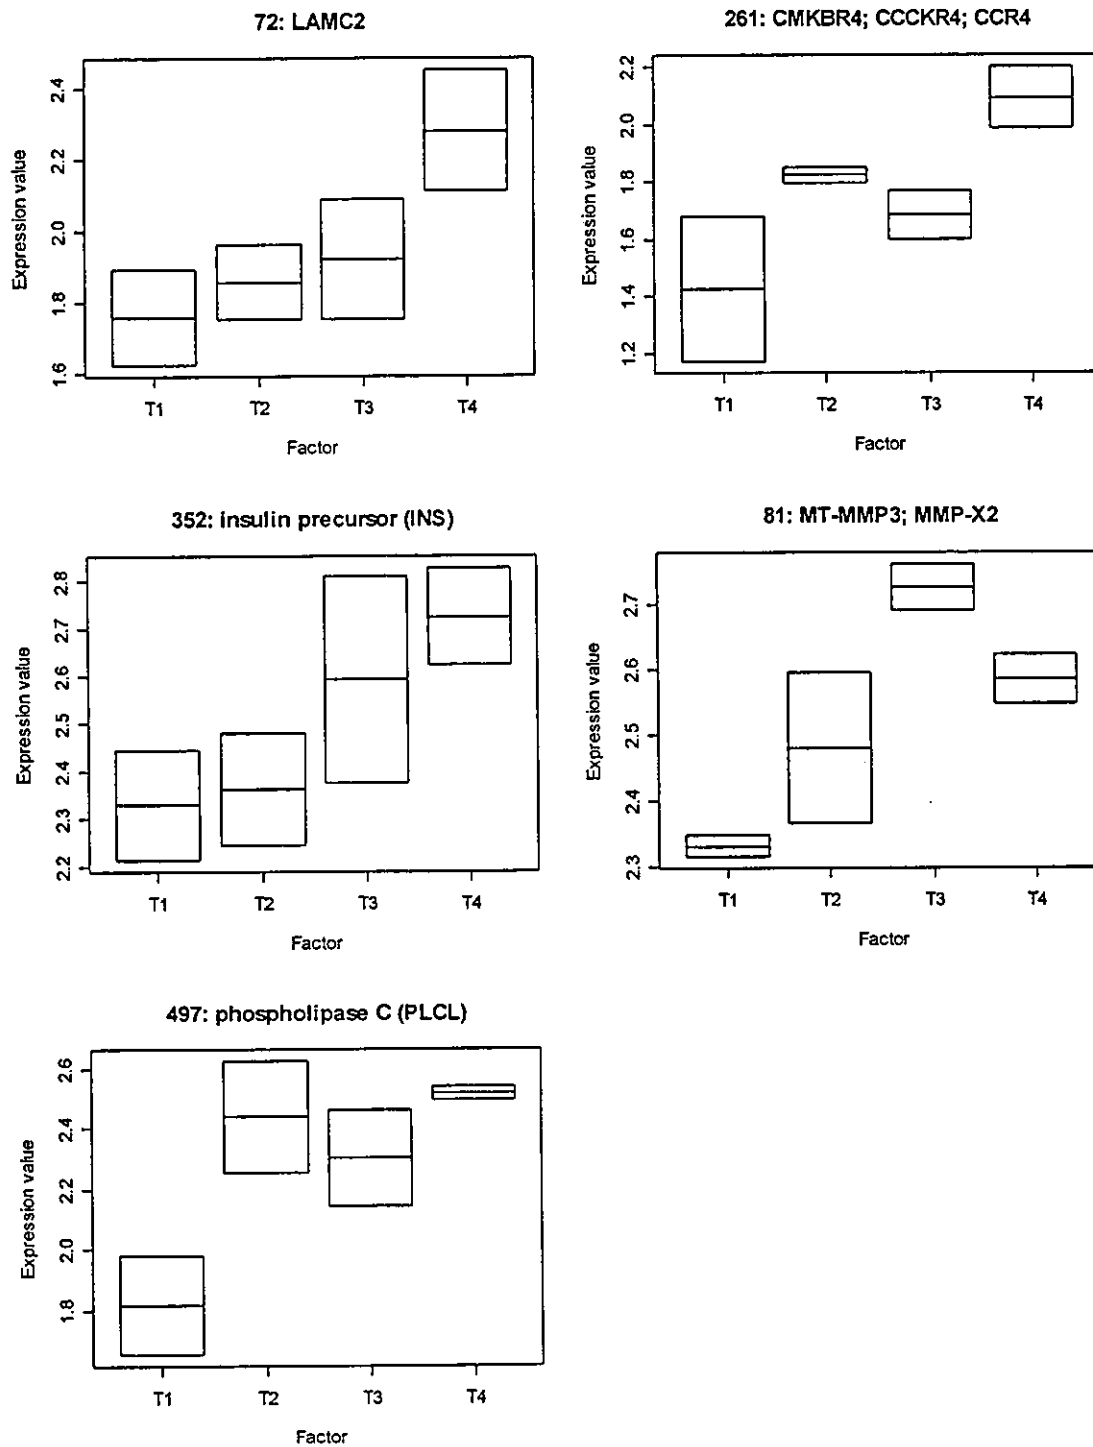 72: LAMC2
Expression value
2.4
2.2
2.0
1.8
1.6
T1 T2 T3 T4
Factor
261: CMKBR4; CCCKR4; CCR4
Expression value
2.2
2.0
1.8
1.6
1.4
1.2
T1 T2 T3 T4
Factor
352: insulin precursor (INS)
Expression value
2.8
2.7
2.6
2.5
2.4
2.3
2.2
T1 T2 T3 T4
Factor
81: MT-MMP3; MMP-X2
Expression value
2.7
2.6
2.5
2.4
2.3
T1 T2 T3 T4
Factor
497: phospholipase C (PLCL)
Expression value
2.6
2.4
2.2
2.0
1.8
T1 T2 T3 T4
Factor